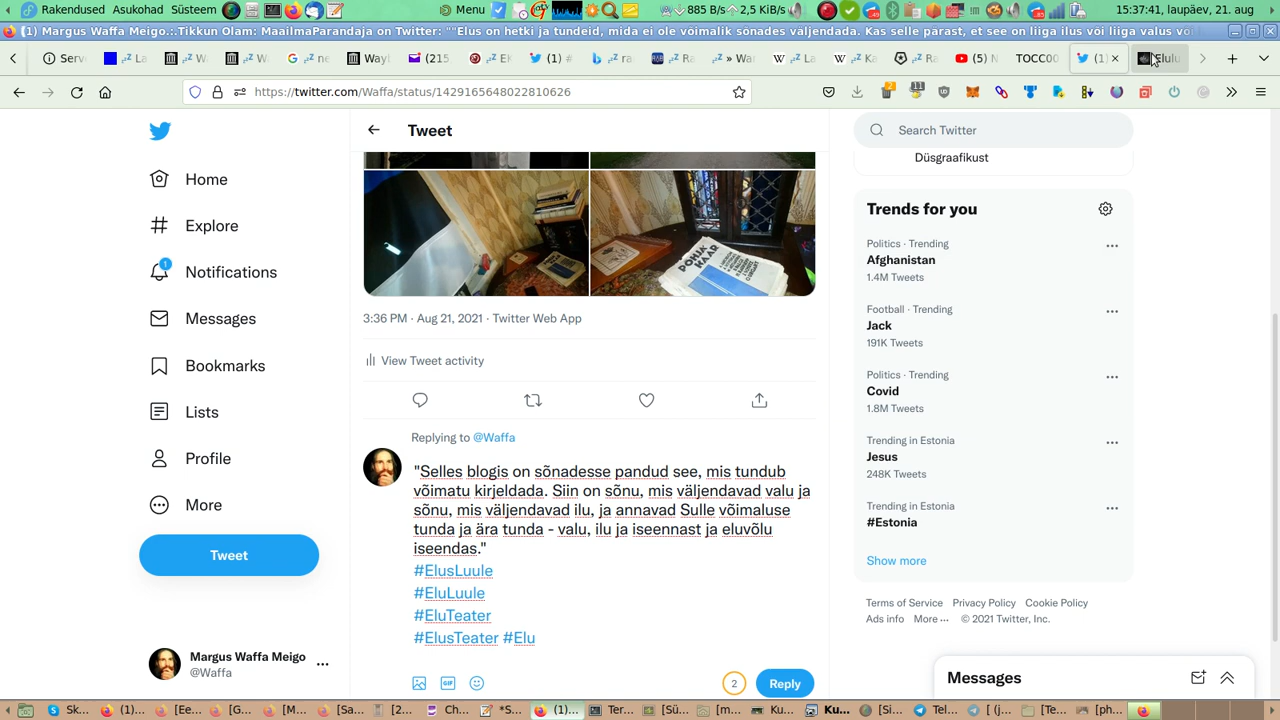 Rakendused Asukohad Süsteem
Menu
885 B/s
2,5 KiB/s
15:37:41, laupäev, 21. aug
(1) Margus Waffa Meigo.:.Tikkun Olam: MaailmaParandaja on Twitter: ""Elus on hetki ja tundeid, mida ei ole võimalik sõnades väljendada. Kas selle pärast, et see on liiga ilus või liiga valus või
TOCC00
https://twitter.com/Waffa/status/1429165648022810626
Home
Explore
1
Notifications
Messages
Bookmarks
Lists
Profile
More
Tweet
Margus Waffa Meigo
@Waffa
Tweet
PÕHJA KAAR
3:36 PM · Aug 21, 2021 · Twitter Web App
View Tweet activity
Replying to @Waffa
"Selles blogis on sõnadesse pandud see, mis tundub
võimatu kirjeldada. Siin on sõnu, mis väljendavad valu ja
sõnu, mis väljendavad ilu, ja annavad Sulle võimaluse
tunda ja ära tunda - valu, ilu ja iseennast ja eluvõlu
iseendas."
#ElusLuule
#EluLuule
#EluTeater
#ElusTeater #Elu
2
Reply
Search Twitter
Düsgraafikust
Trends for you
Politics · Trending
Afghanistan
1.4M Tweets
Football · Trending
Jack
191K Tweets
Politics · Trending
Covid
1.8M Tweets
Trending in Estonia
Jesus
248K Tweets
Trending in Estonia
#Estonia
Show more
Terms of Service Privacy Policy Cookie Policy
Ads info More ··· © 2021 Twitter, Inc.
Messages